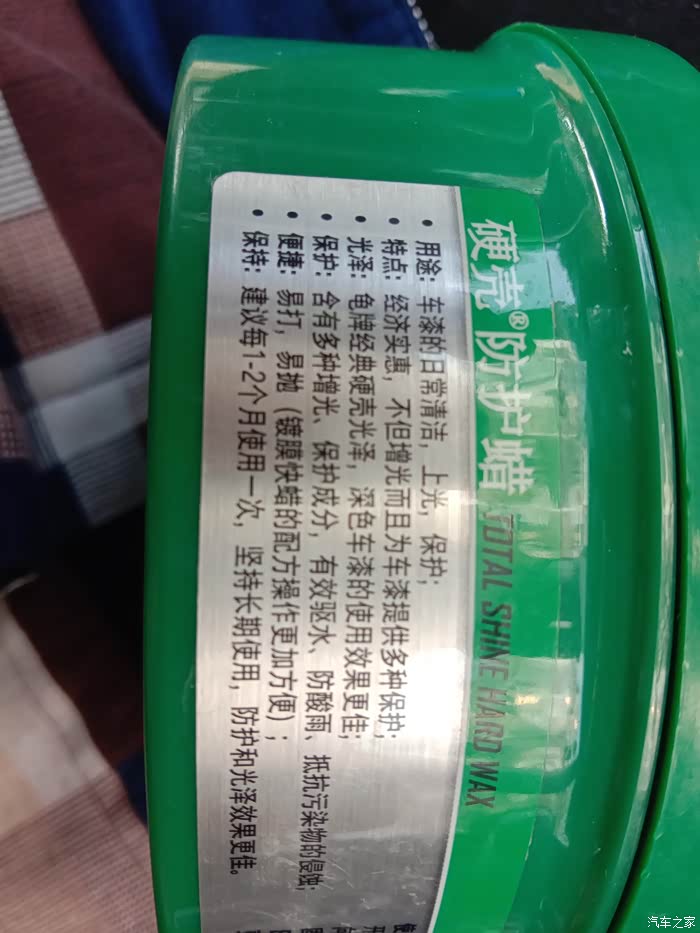 硬壳®防护蜡 TOTAL SHINE HARD WAX
• 用途：车漆的日常清洁，上光，保护；
• 特点：经济实惠，不但增光而且为车漆提供多种保护；
• 光泽：龟牌经典硬壳光泽，深色车漆的使用效果更佳；
• 保护：含有多种增光、保护成分，有效驱水、防酸雨、抵抗污染物的侵蚀；
• 便捷：易打，易抛（镀膜快蜡的配方操作更加方便）；
• 保持：建议每1-2个月使用一次，坚持长期使用，防护和光泽效果更佳。
汽车之家